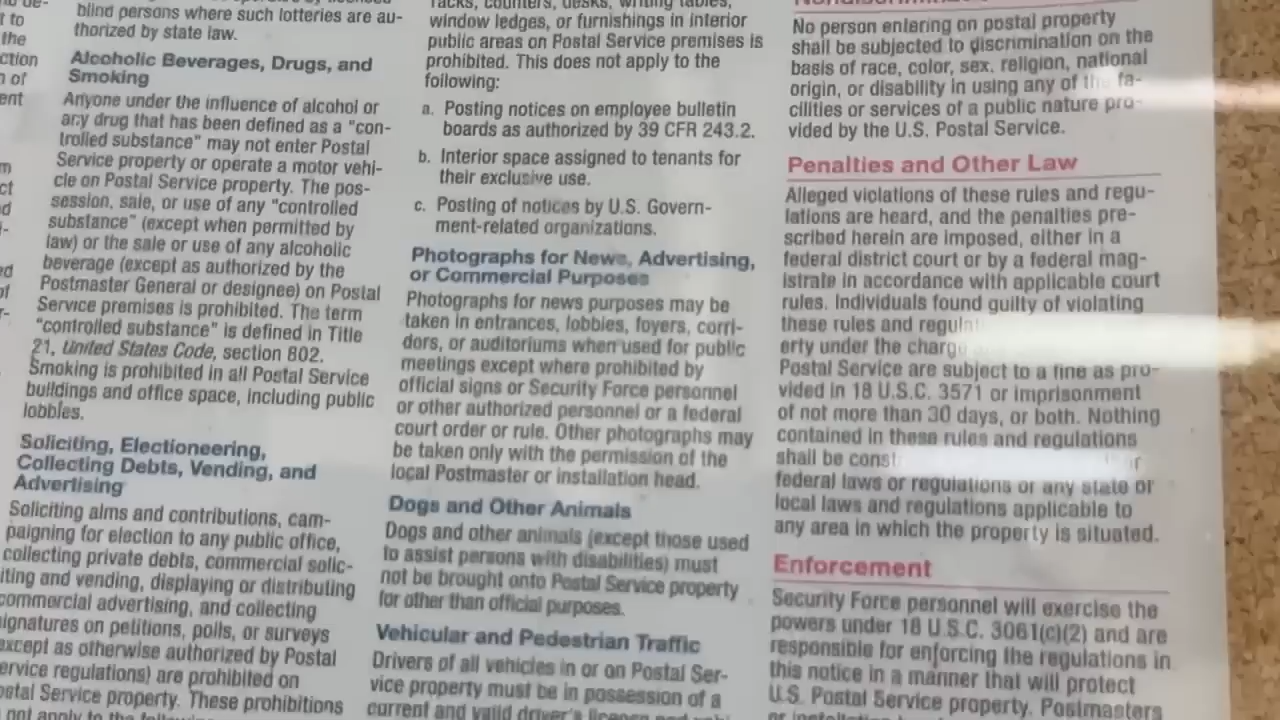 blind persons where such lotteries are au-
thorized by state law.
Alcoholic Beverages, Drugs, and
Smoking
Anyone under the influence of alcohol or
any drug that has been defined as a "con-
trolled substance" may not enter Postal
Service property or operate a motor vehi-
cle on Postal Service property. The pos-
session, sale, or use of any "controlled
substance" (except when permitted by
law) or the sale or use of any alcoholic
beverage (except as authorized by the
Postmaster General or designee) on Postal
Service premises is prohibited. The term
"controlled substance" is defined in Title
21, United States Code, section 802.
Smoking is prohibited in all Postal Service
buildings and office space, including public
lobbies.
Soliciting, Electioneering,
Collecting Debts, Vending, and
Advertising
Soliciting alms and contributions, cam-
paigning for election to any public office,
collecting private debts, commercial solic-
iting and vending, displaying or distributing
commercial advertising, and collecting
signatures on petitions, polls, or surveys
except as otherwise authorized by Postal
Service regulations) are prohibited on
Postal Service property. These prohibitions
not apply to the following
racks, counters, desks, writing tables,
window ledges, or furnishings in interior
public areas on Postal Service premises is
prohibited. This does not apply to the
following:
a. Posting notices on employee bulletin
boards as authorized by 39 CFR 243.2.
b. Interior space assigned to tenants for
their exclusive use.
c. Posting of notices by U.S. Govern-
ment-related organizations.
Photographs for News, Advertising,
or Commercial Purposes
Photographs for news purposes may be
taken in entrances, lobbies, foyers, corri-
dors, or auditoriums when used for public
meetings except where prohibited by
official signs or Security Force personnel
or other authorized personnel or a federal
court order or rule. Other photographs may
be taken only with the permission of the
local Postmaster or installation head.
Dogs and Other Animals
Dogs and other animals (except those used
to assist persons with disabilities) must
not be brought onto Postal Service property
for other than official purposes.
Vehicular and Pedestrian Traffic
Drivers of all vehicles in or on Postal Ser-
vice property must be in possession of a
current and valid driver's license and vehi-
No person entering on postal property
shall be subjected to discrimination on the
basis of race, color, sex, religion, national
origin, or disability in using any of the fa-
cilities or services of a public nature pro-
vided by the U.S. Postal Service.
Penalties and Other Law
Alleged violations of these rules and regu-
lations are heard, and the penalties pre-
scribed herein are imposed, either in a
federal district court or by a federal mag-
istrate in accordance with applicable court
rules. Individuals found guilty of violating
these rules and
erty under the
Postal Service are subject to a fine as pro-
vided in 18 U.S.C. 3571 or imprisonment
of not more than 30 days, or both. Nothing
contained in these rules and regulations
shall be
federal laws or regulations or any state or
local laws and regulations applicable to
any area in which the property is situated.
Enforcement
Security Force personnel will exercise the
powers under 18 U.S.C. 3061(c)(2) and are
responsible for enforcing the regulations in
this notice in a manner that will protect
U.S. Postal Service property. Postmasters